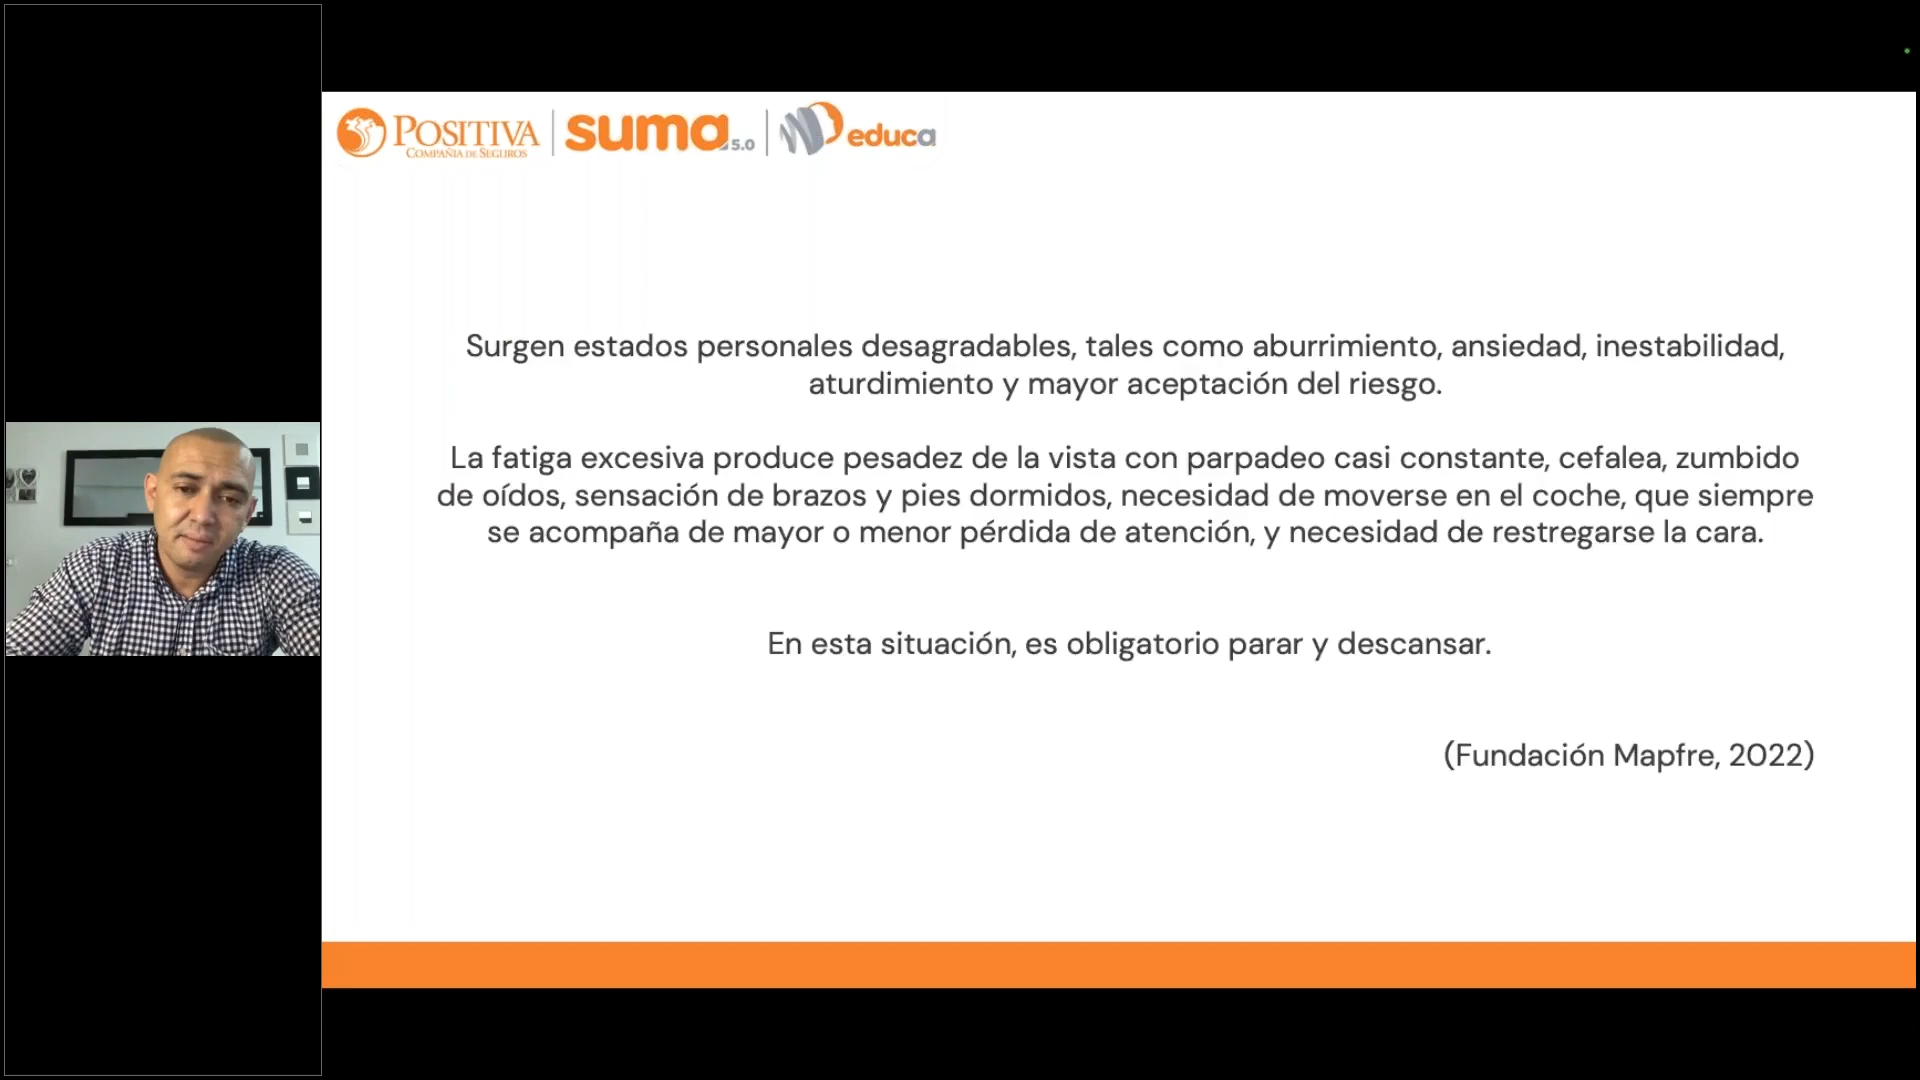 POSITIVA
COMPAÑÍA DE SEGUROS
suma 5.0
educa
Surgen estados personales desagradables, tales como aburrimiento, ansiedad, inestabilidad,
aturdimiento y mayor aceptación del riesgo.
La fatiga excesiva produce pesadez de la vista con parpadeo casi constante, cefalea, zumbido
de oídos, sensación de brazos y pies dormidos, necesidad de moverse en el coche, que siempre
se acompaña de mayor o menor pérdida de atención, y necesidad de restregarse la cara.
En esta situación, es obligatorio parar y descansar.
(Fundación Mapfre, 2022)